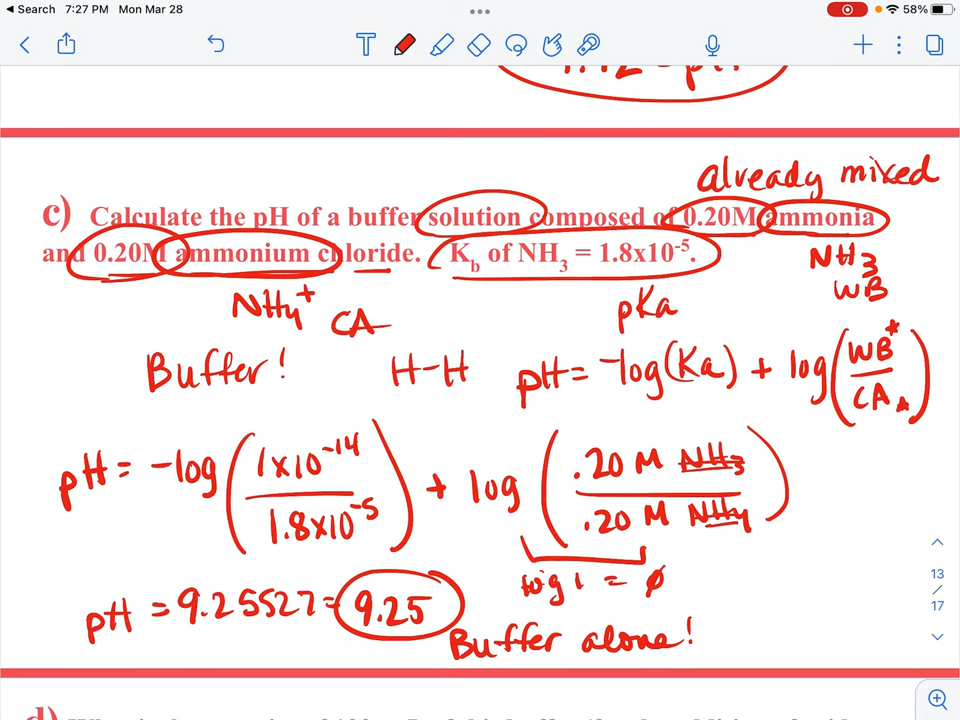 Search 7:27 PM Mon Mar 28 58%
T
already mixed
c) Calculate the pH of a buffer solution composed of 0.20M ammonia
and 0.20M ammonium chloride. Kb of NH3 = 1.8x10-5.
NH3
WB
NH4+ CA
pKa
Buffer! H-H pH = -log(Ka) + log(WB*/CA*)
pH = -log(1x10-14/1.8x10-5) + log(.20 M NH3/.20 M NH4)
log 1 = ø
pH = 9.25527 = 9.25
Buffer alone!
13
/
17